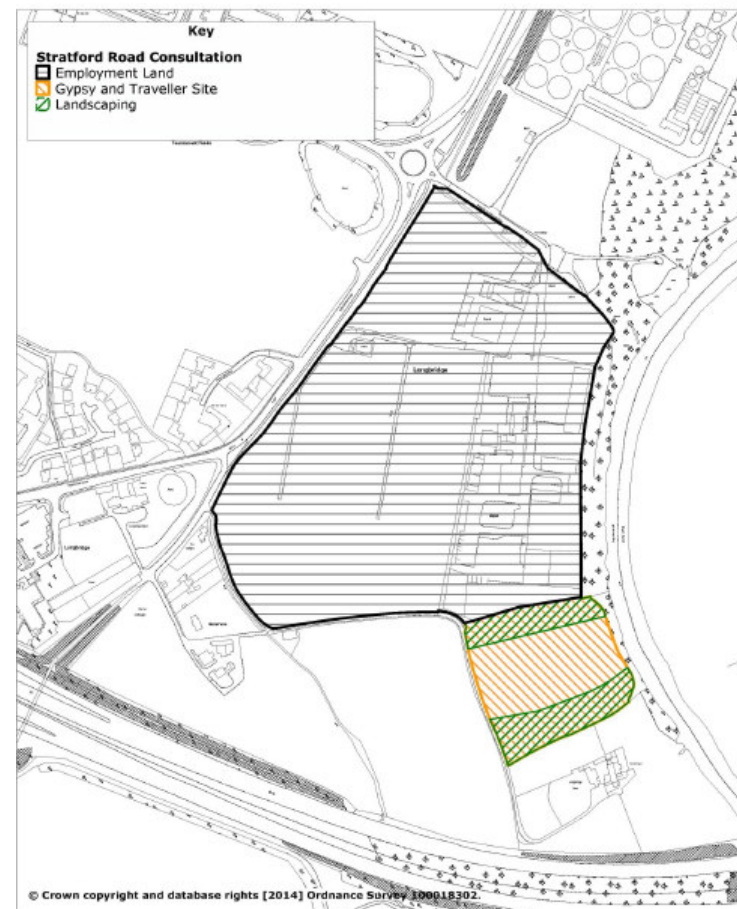 Key
Stratford Road Consultation
Employment Land
Gypsy and Traveller Site
Landscaping
Longbridge
Longbridge
© Crown copyright and database rights [2014] Ordnance Survey 100018302.